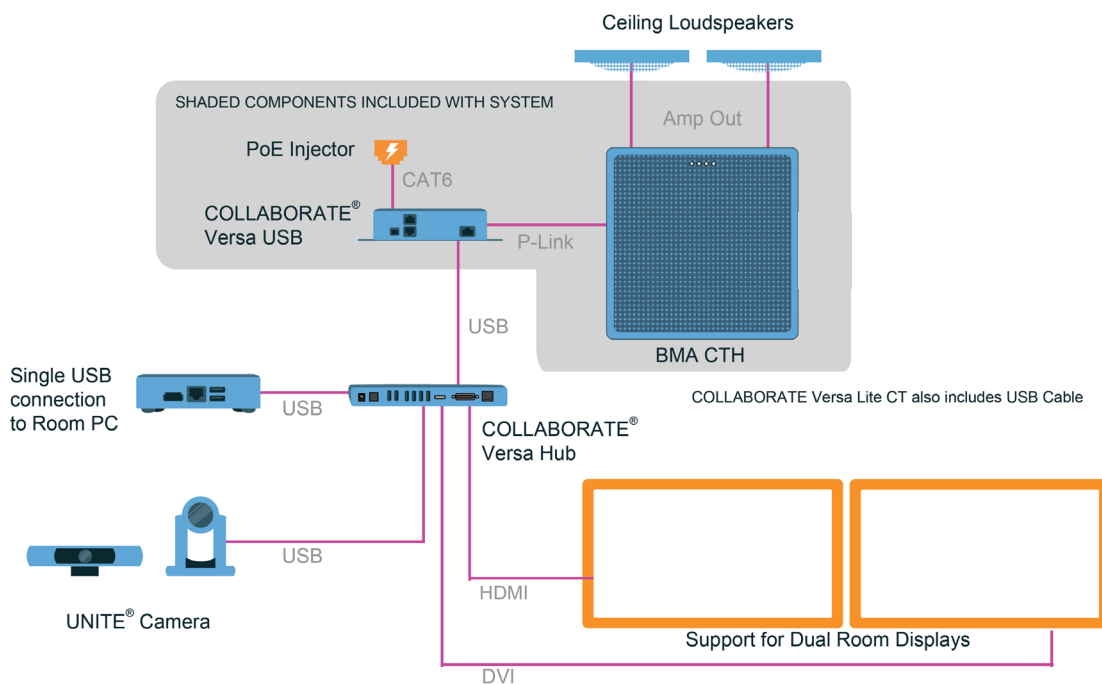 Ceiling Loudspeakers
SHADED COMPONENTS INCLUDED WITH SYSTEM
Amp Out
PoE Injector
CAT6
COLLABORATE®
Versa USB
P-Link
USB
BMA CTH
Single USB
connection
to Room PC
USB
COLLABORATE Versa Lite CT also includes USB Cable
COLLABORATE®
Versa Hub
USB
HDMI
UNITE® Camera
Support for Dual Room Displays
DVI